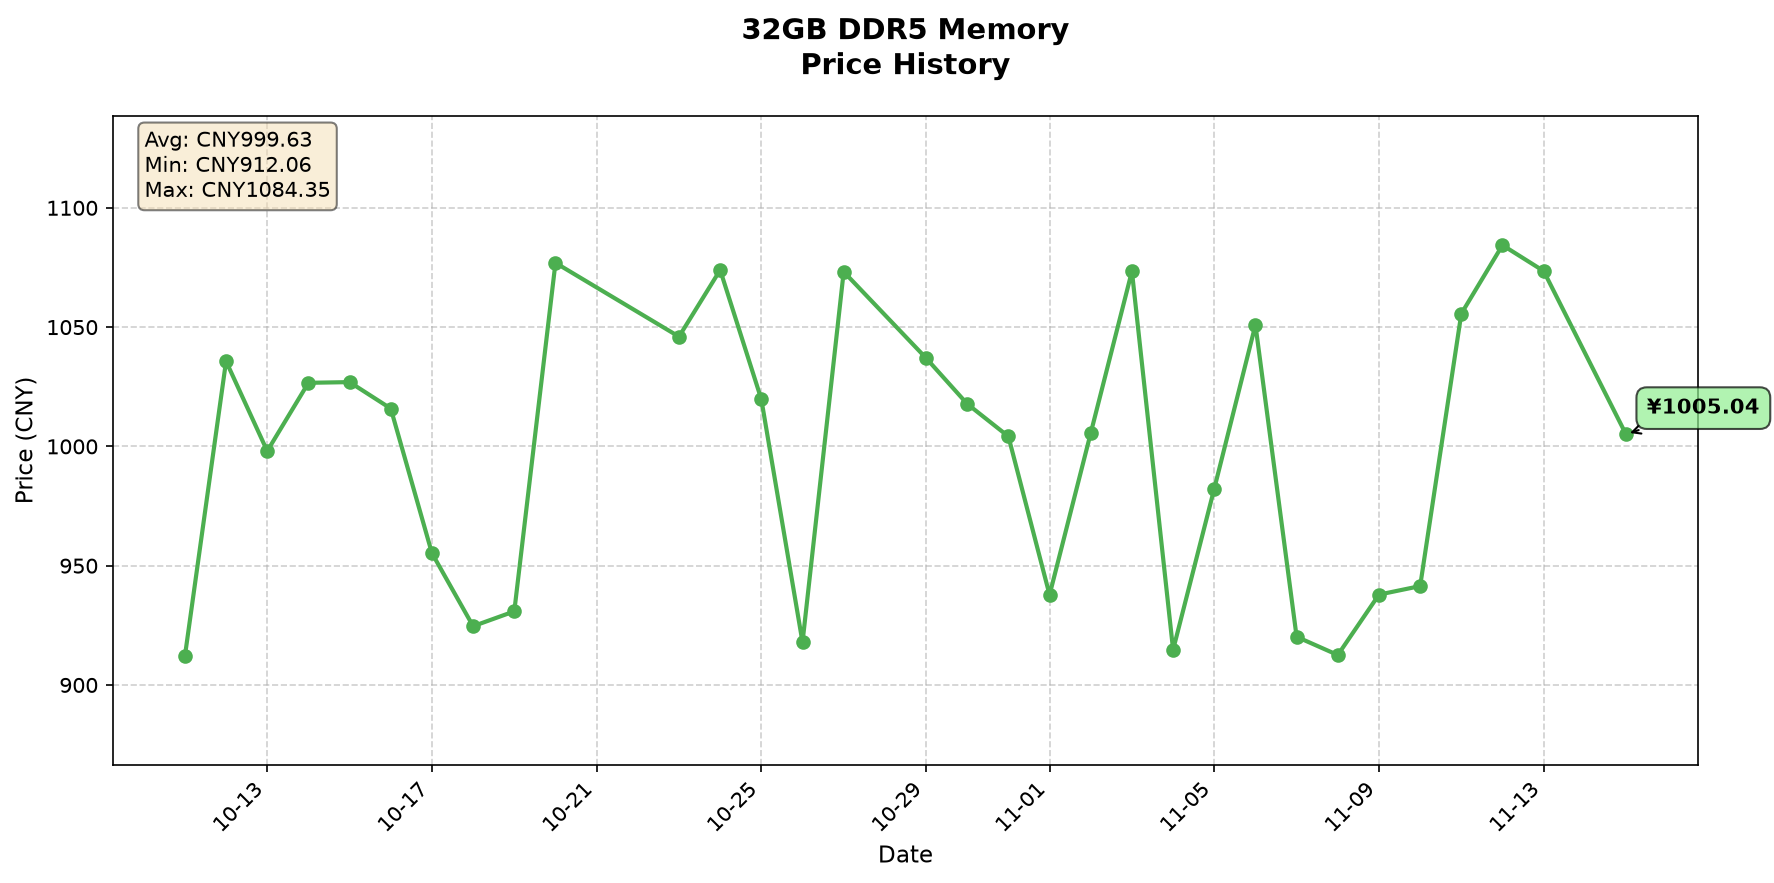 32GB DDR5 Memory
Price History
Avg: CNY999.63
Min: CNY912.06
Max: CNY1084.35
¥1005.04
Price (CNY)
1100
1050
1000
950
900
10-13
10-17
10-21
10-25
10-29
11-01
11-05
11-09
11-13
Date